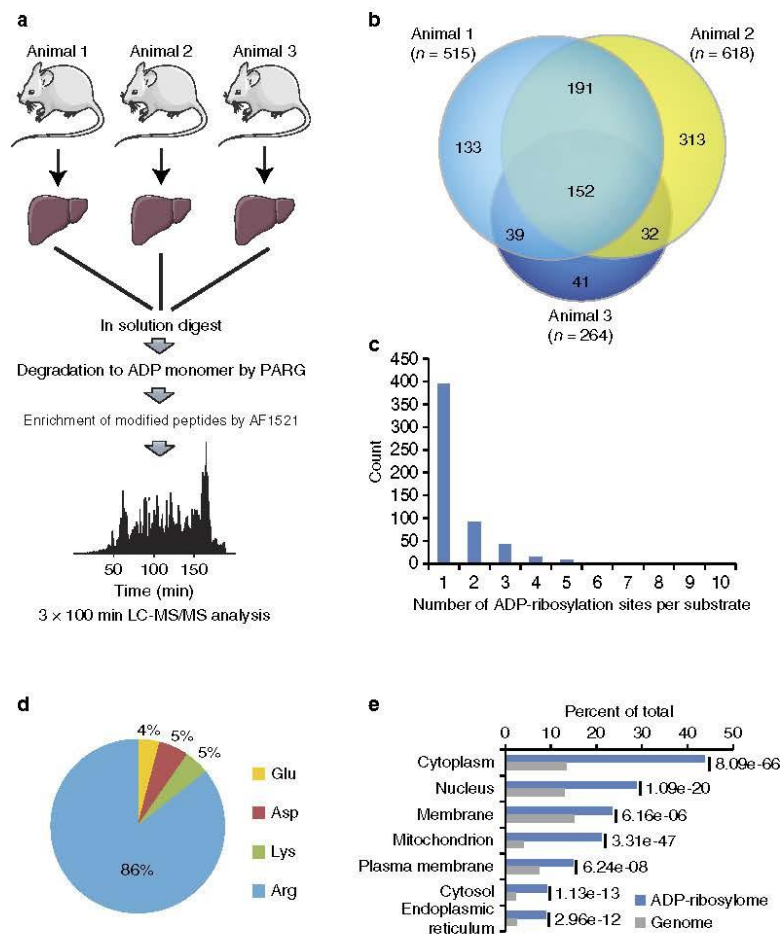 a
Animal 1
Animal 2
Animal 3
In solution digest
Degradation to ADP monomer by PARG
Enrichment of modified peptides by AF1521
50
100
150
Time (min)
3 × 100 min LC-MS/MS analysis
b
Animal 1
(n = 515)
Animal 2
(n = 618)
191
133
313
152
39
32
41
Animal 3
(n = 264)
c
450
400
350
300
250
200
150
100
50
0
Count
1 2 3 4 5 6 7 8 9 10
Number of ADP-ribosylation sites per substrate
d
4%
5%
5%
86%
Glu
Asp
Lys
Arg
e
Percent of total
0 10 20 30 40 50
Cytoplasm 8.09e-66
Nucleus 1.09e-20
Membrane 6.16e-06
Mitochondrion 3.31e-47
Plasma membrane 6.24e-08
Cytosol 1.13e-13
Endoplasmic
reticulum 2.96e-12
ADP-ribosylome
Genome